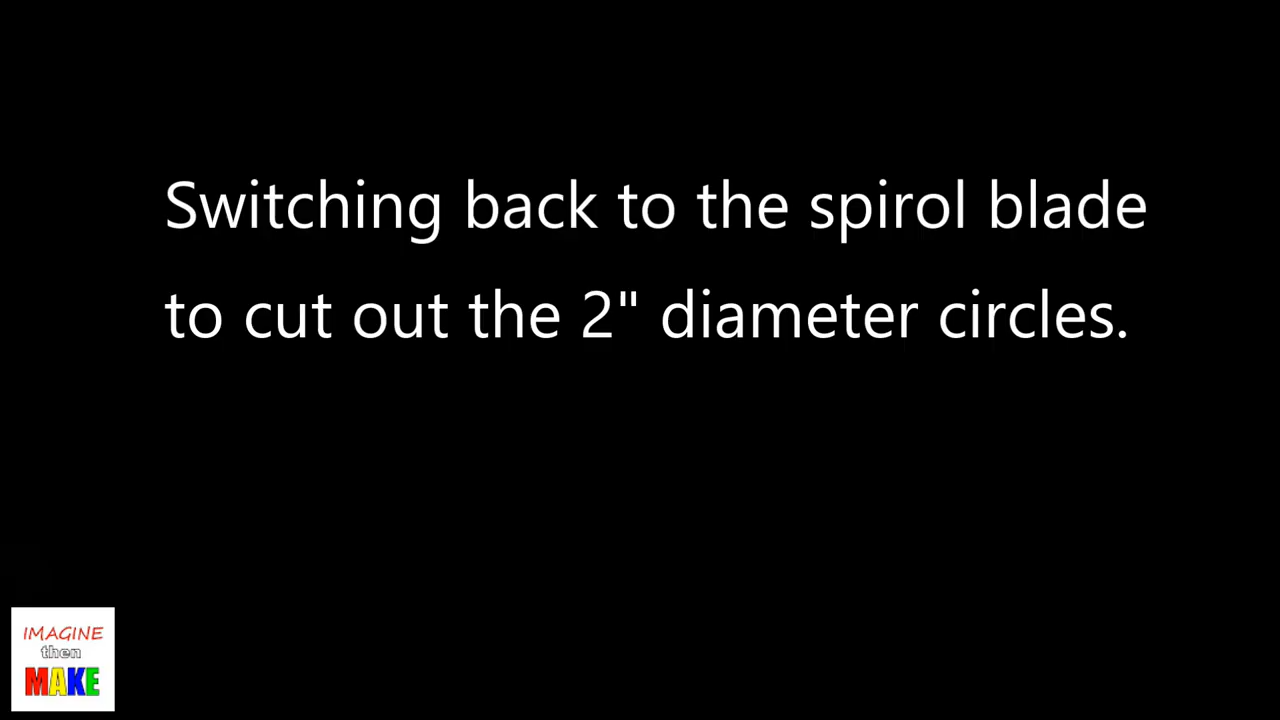 Switching back to the spirol blade
to cut out the 2" diameter circles.
IMAGINE
then
MAKE